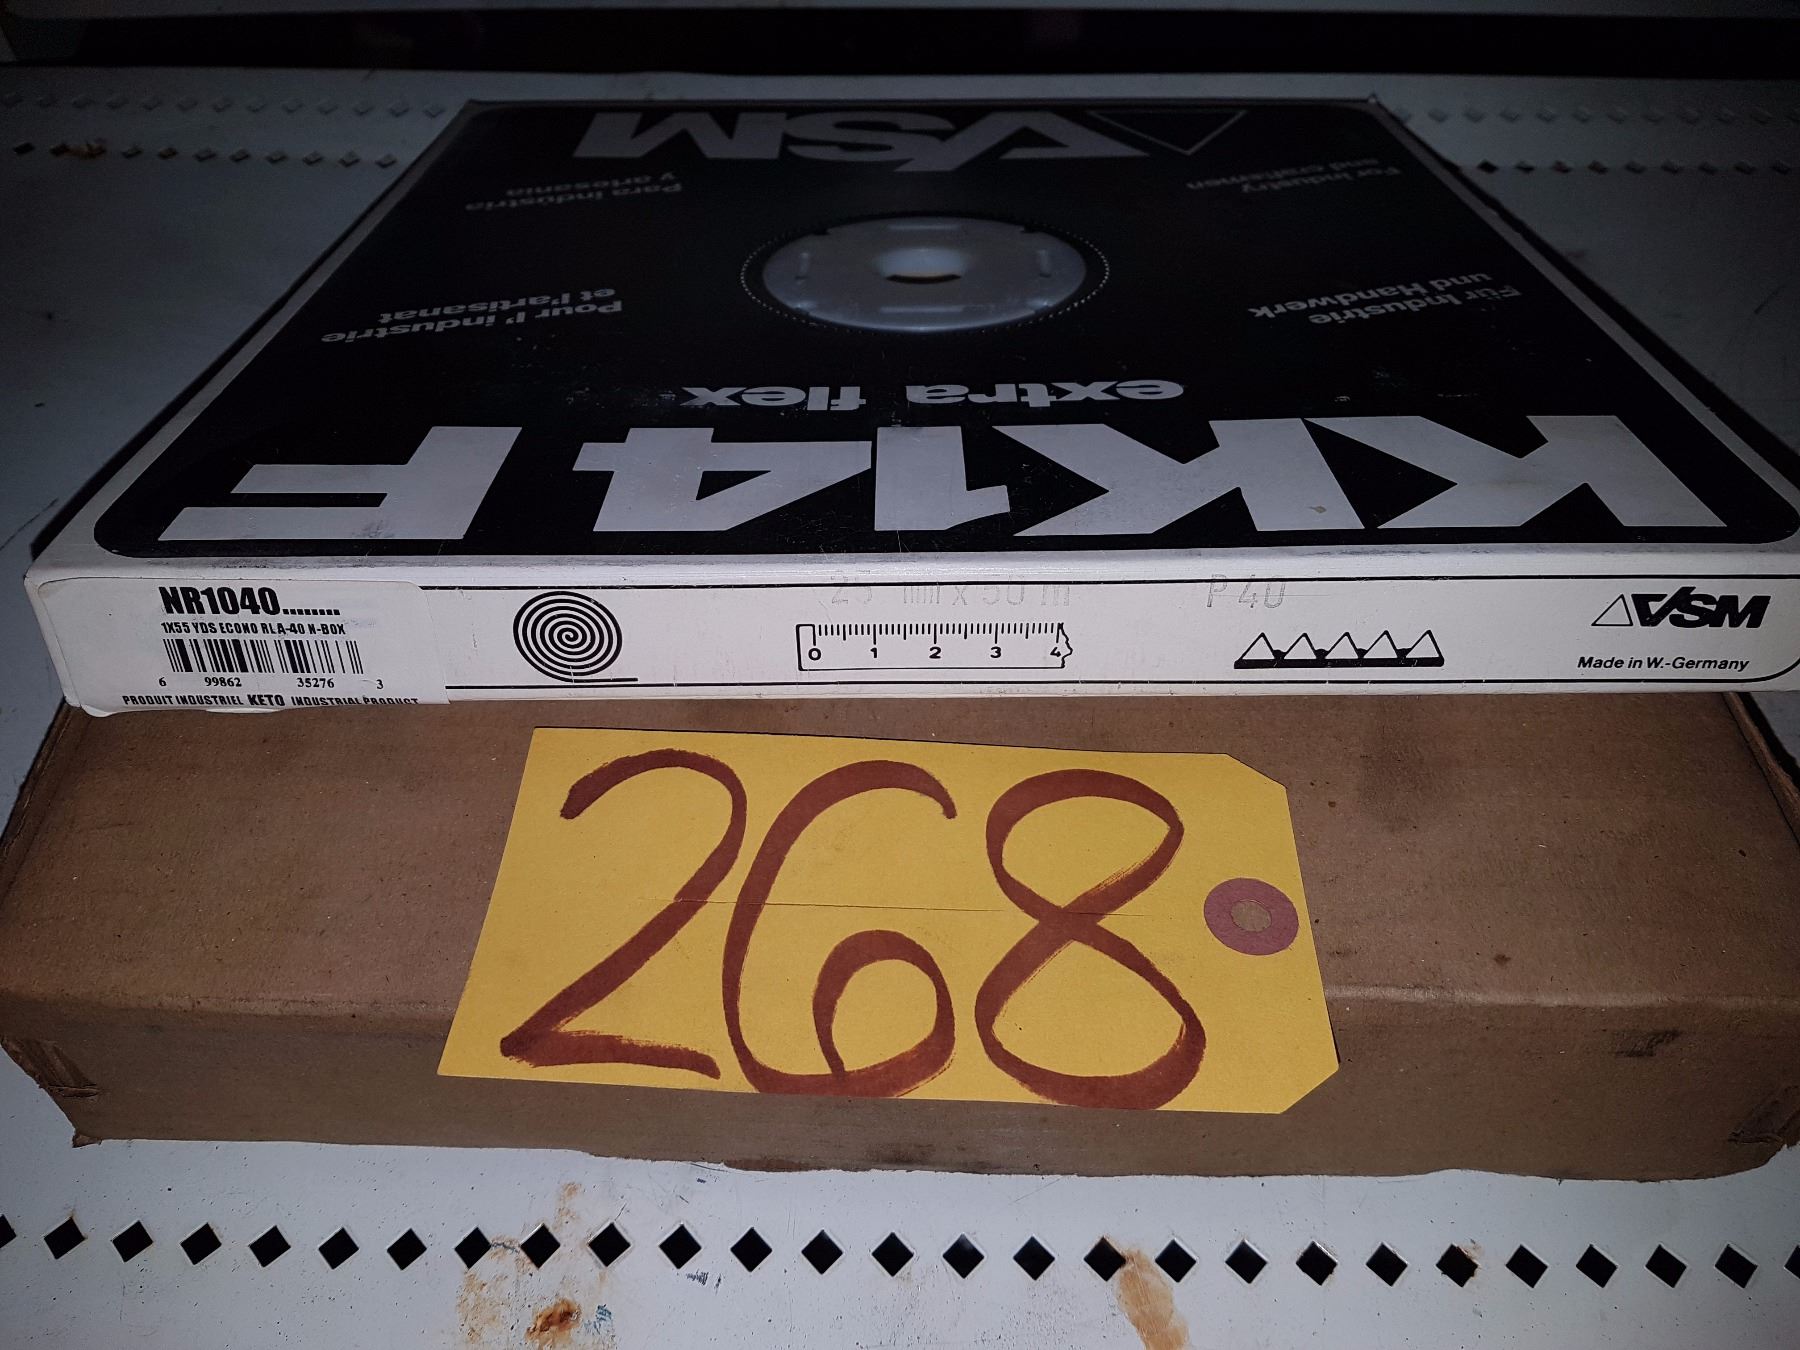 VSM
For industry
and craftsmen
Para industria
y artesania
Für Industrie
und Handwerk
Pour l'industrie
et l'artisanat
extra flex
KK14F
NR1040........
1X55 YDS ECONO RLA-40 N-BOX
6 99862 35276 3
PRODUIT INDUSTRIEL KETO INDUSTRIAL PRODUCT
25 mm x 50 m
0 1 2 3 4
P 40
VSM
Made in W.-Germany
268